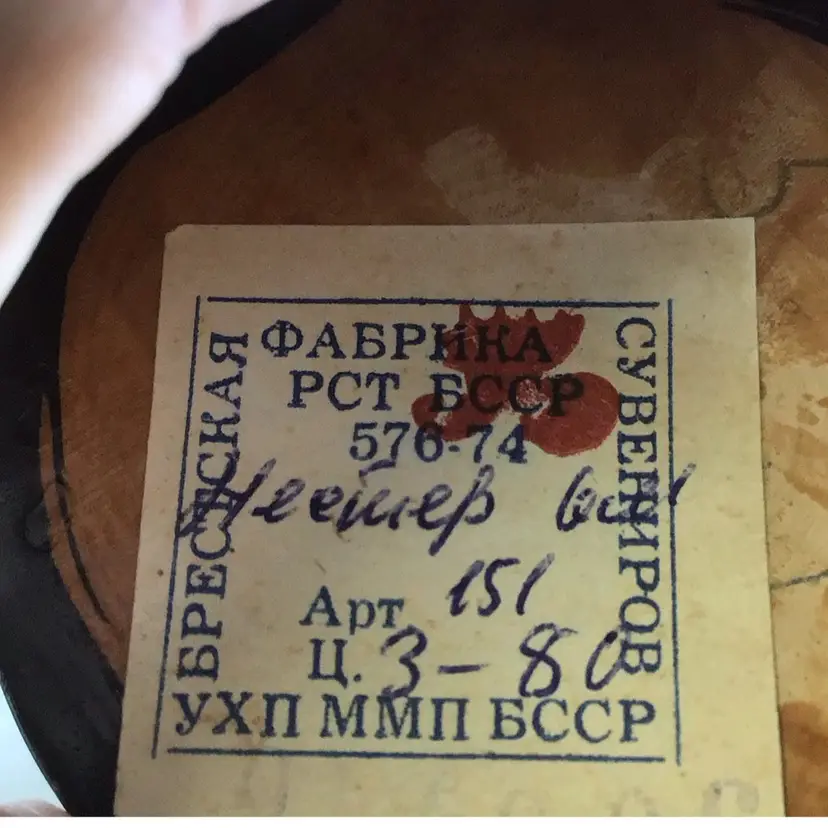 БРЕСТСКАЯ
ФАБРИКА
СУВЕНИРОВ
РСТ БССР
576-74
Арт 151
Ц. 3-80
УХП ММП БССР